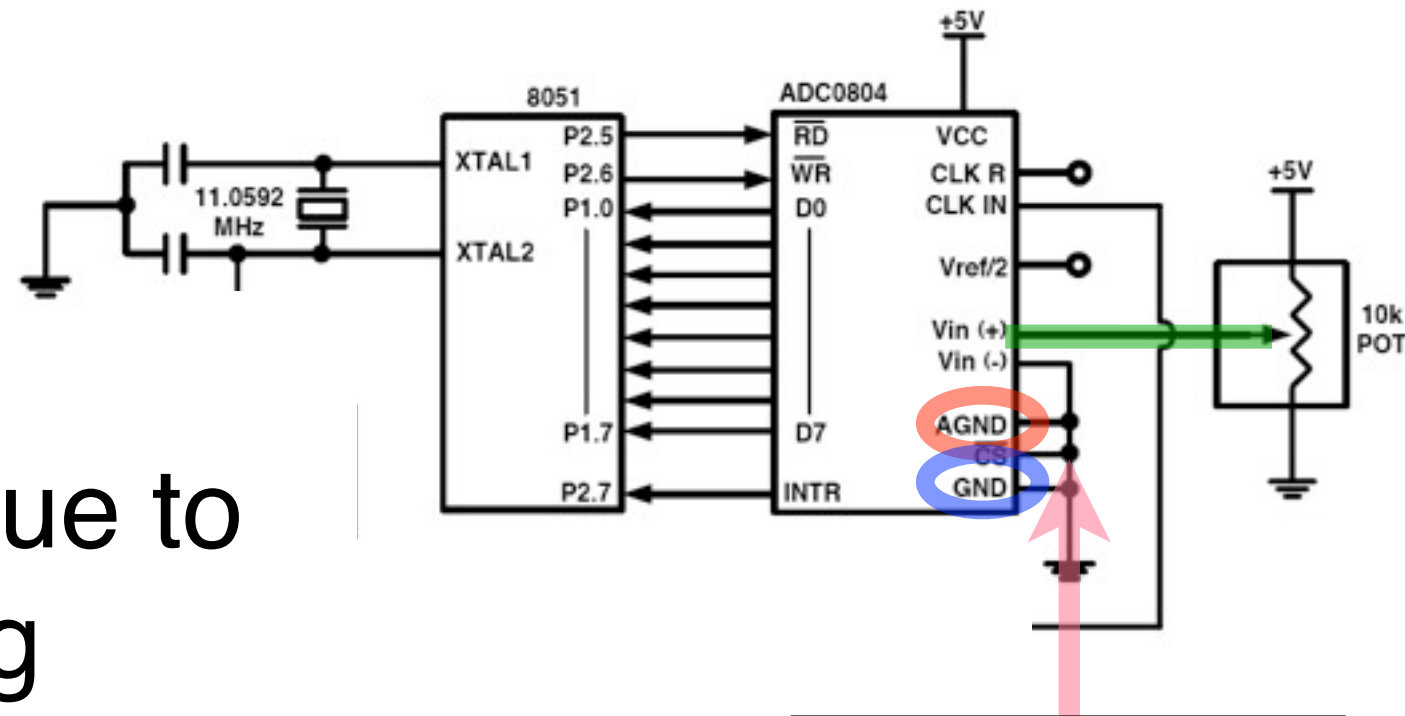 +5V
8051
ADC0804
P2.5
RD
VCC
XTAL1
P2.6
WR
CLK R
+5V
11.0592
MHz
P1.0
D0
CLK IN
XTAL2
Vref/2
Vin (+)
10k
POT
Vin (-)
AGND
P1.7
D7
CS
P2.7
INTR
GND
ue to
g